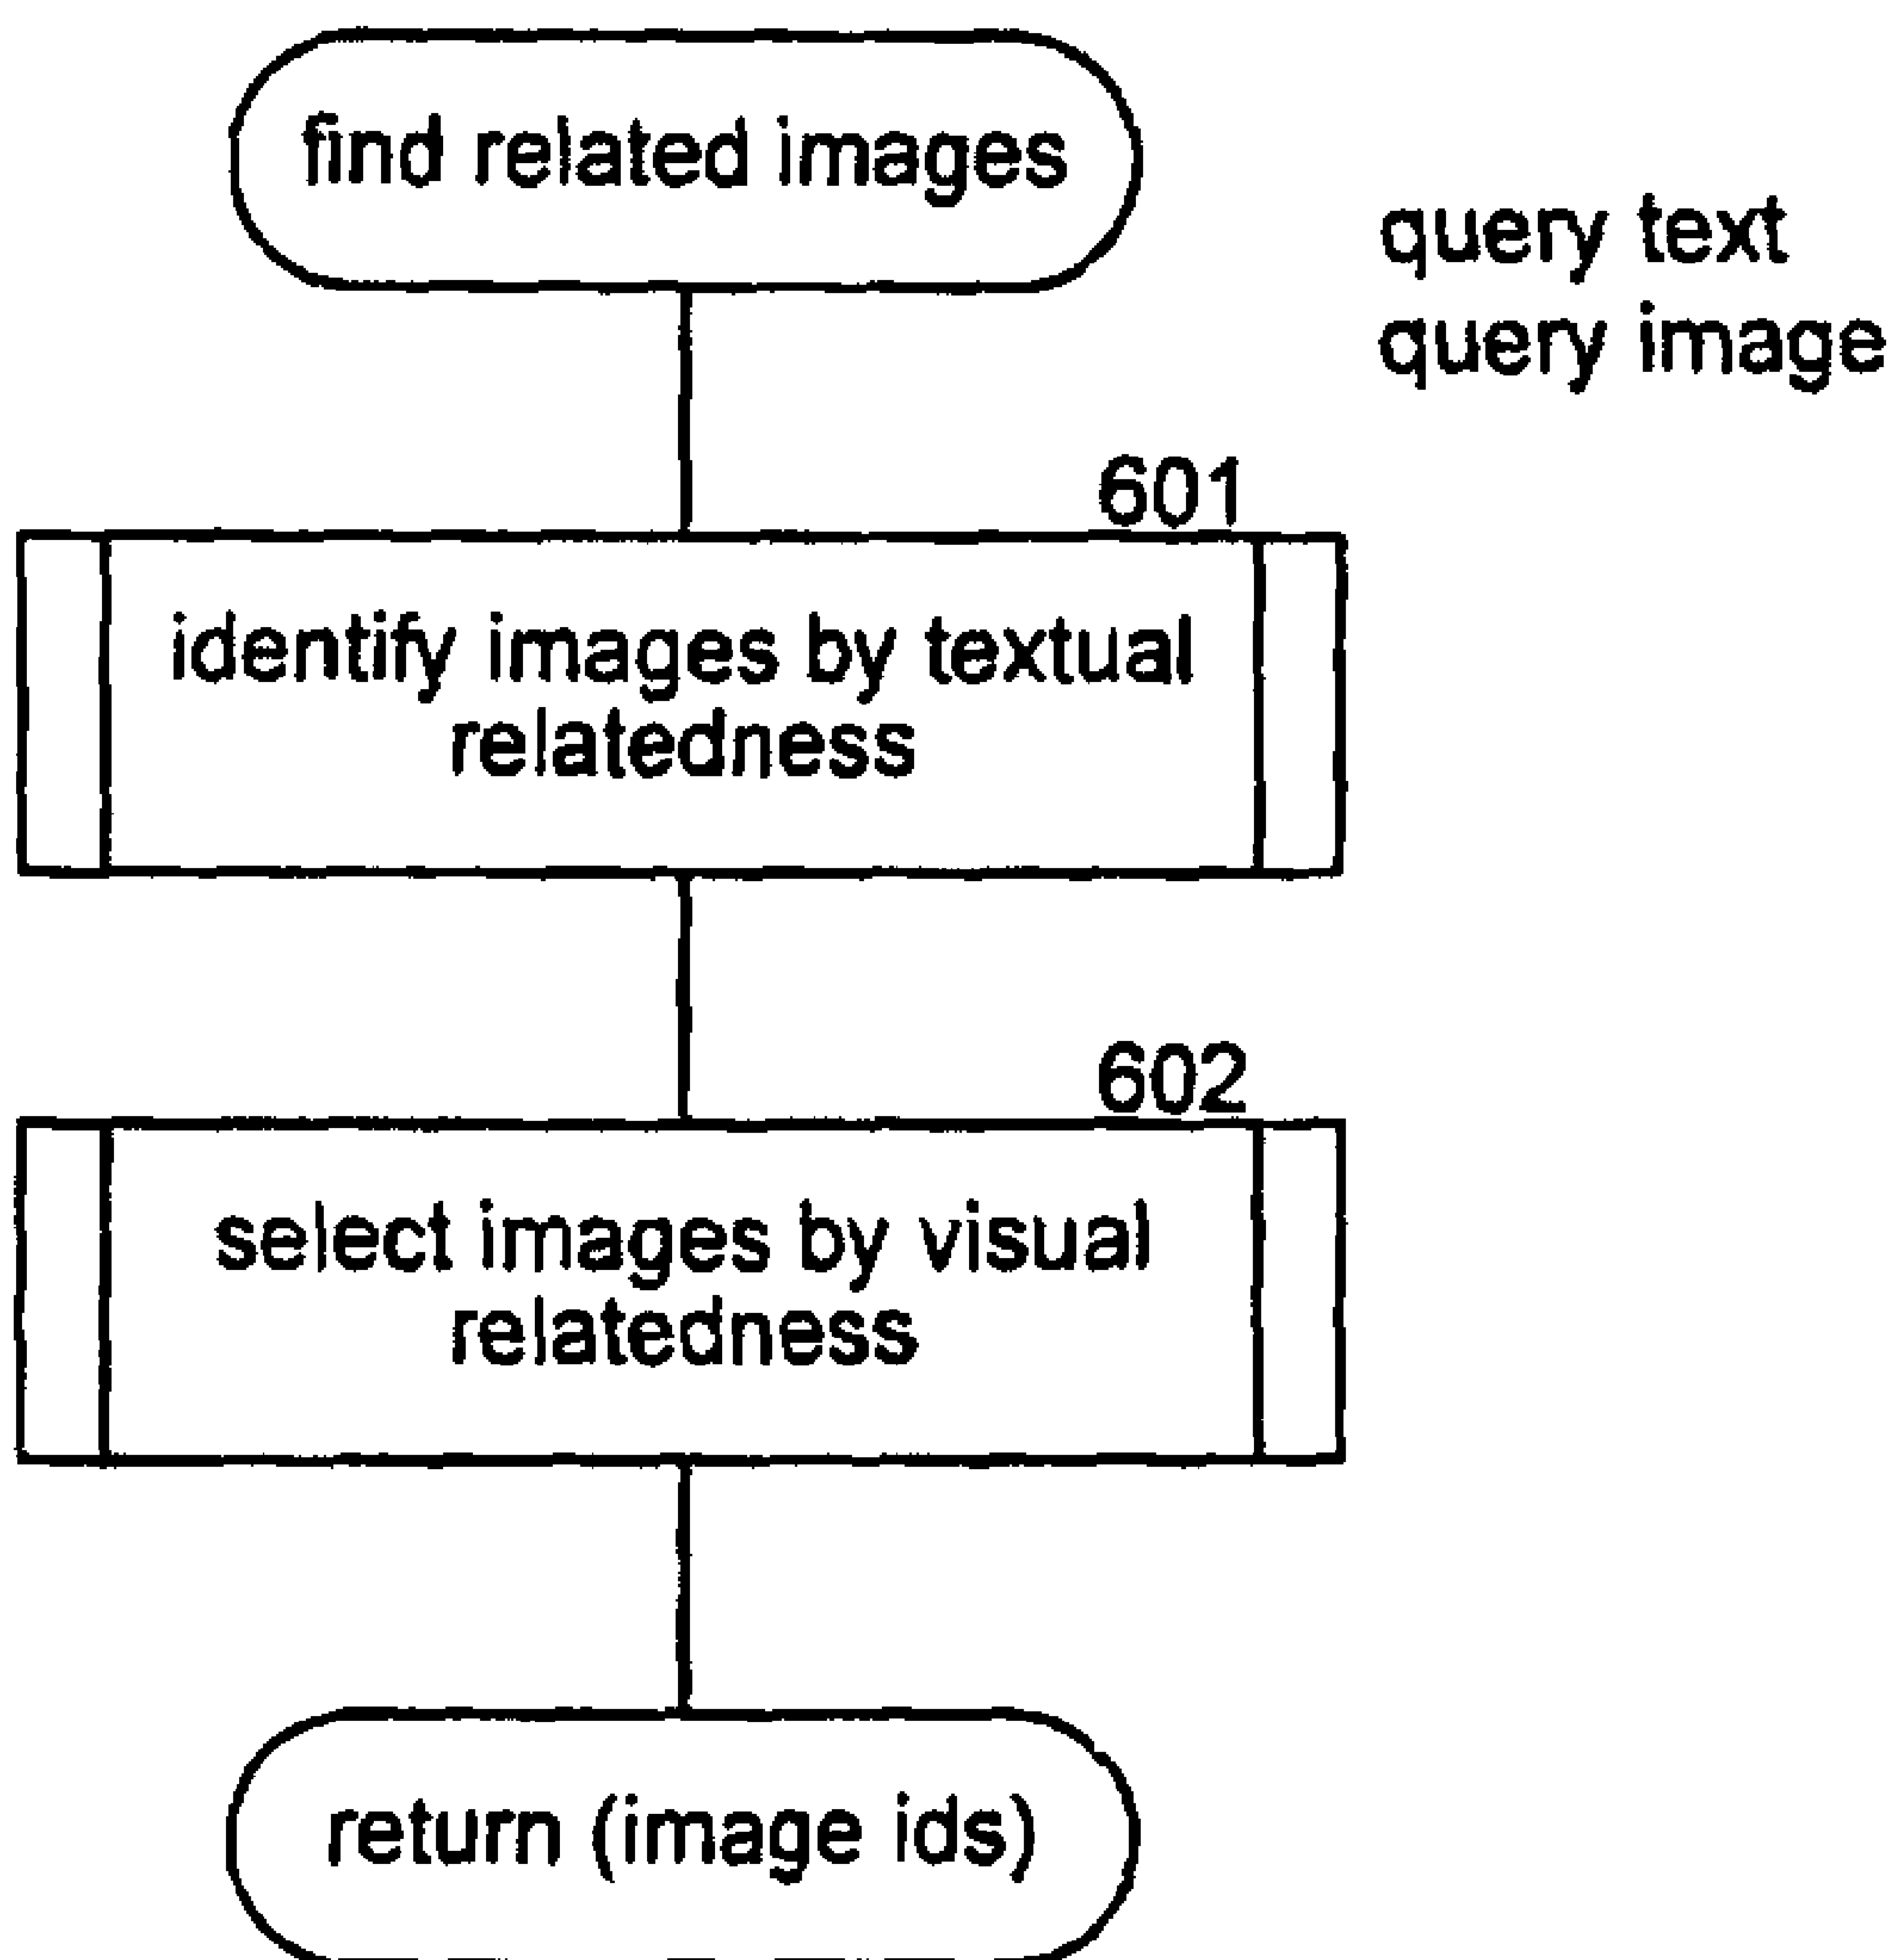 find related images
query text
query image
601
identify images by textual
relatedness
602
select images by visual
relatedness
return (image ids)